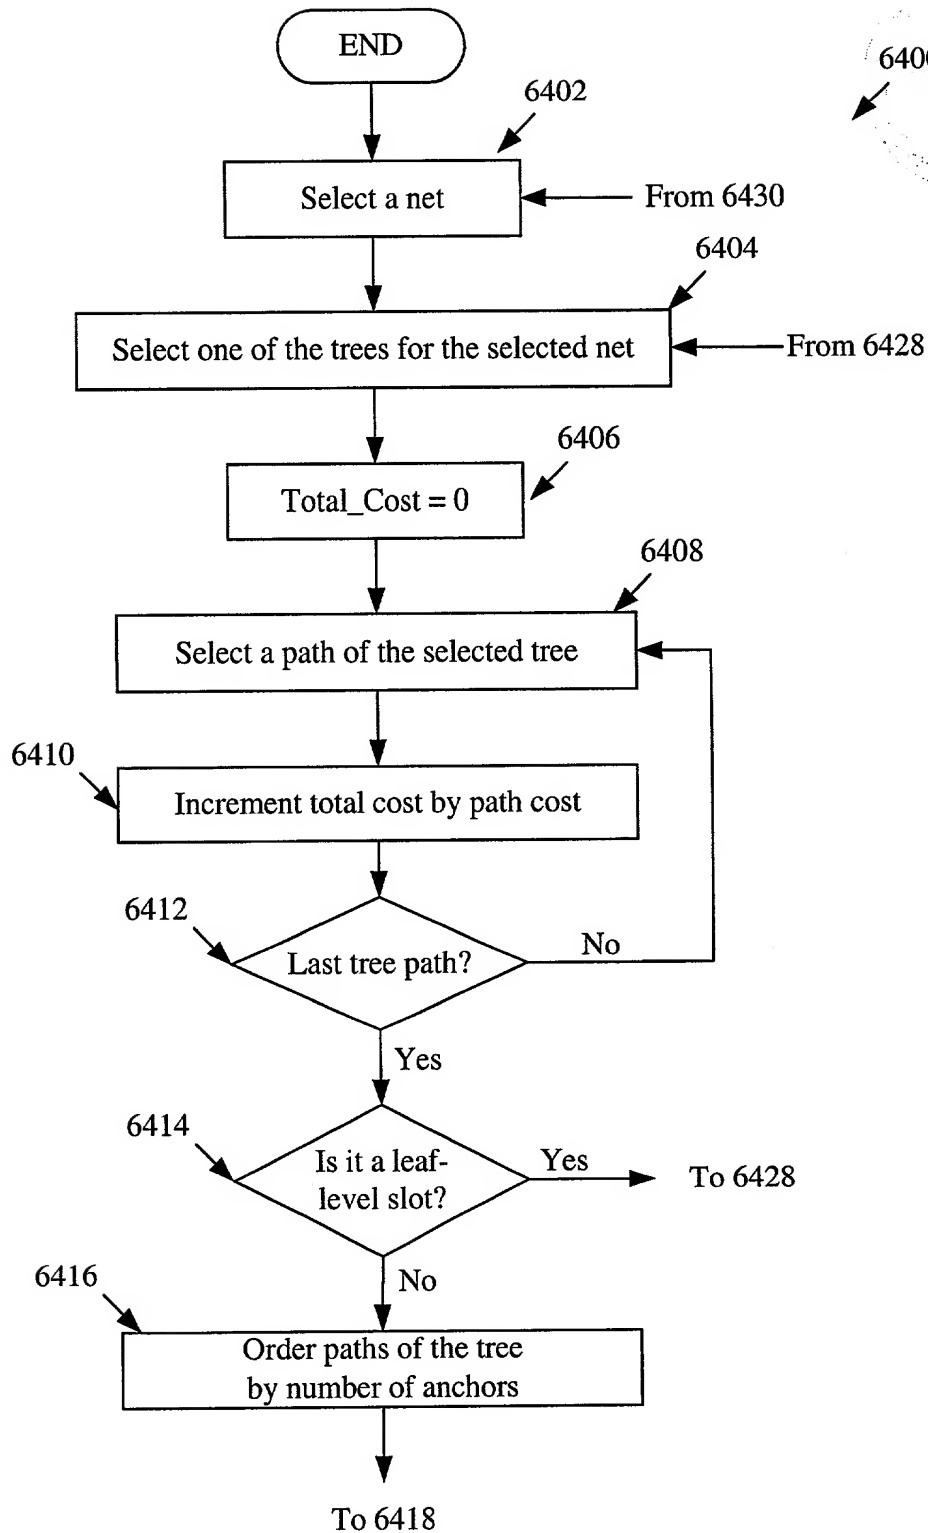 END
6402
Select a net
From 6430
6404
Select one of the trees for the selected net
From 6428
6406
Total_Cost = 0
6408
Select a path of the selected tree
6410
Increment total cost by path cost
6412
Last tree path?
No
Yes
6414
Is it a leaf-
level slot?
Yes
To 6428
No
6416
Order paths of the tree
by number of anchors
To 6418